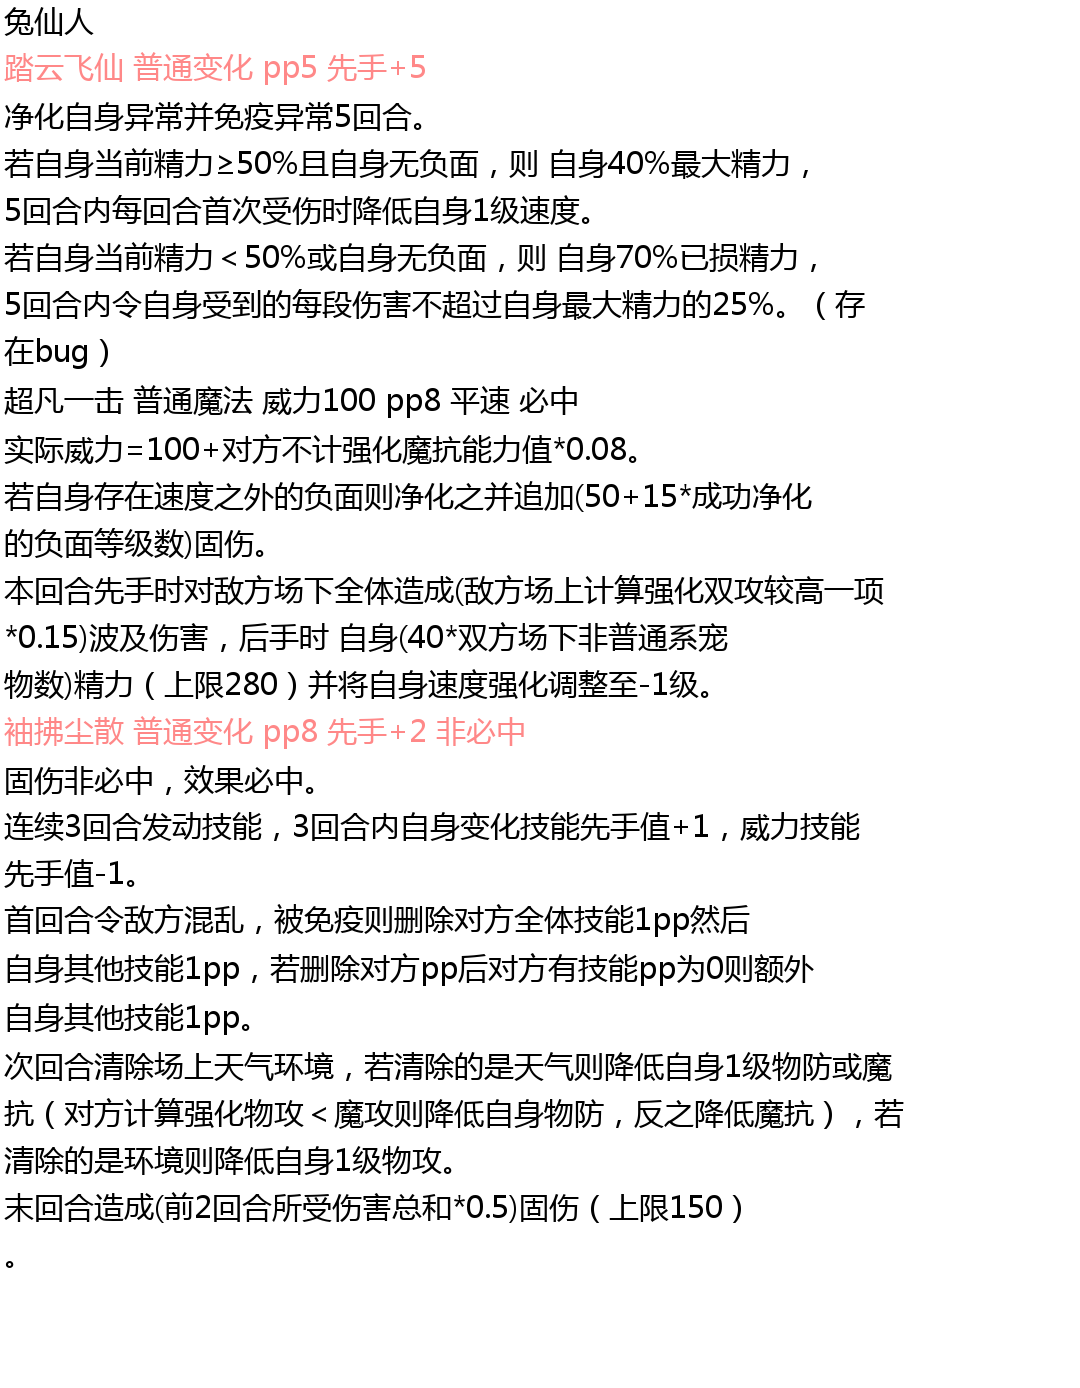 兔仙人
踏云飞仙 普通变化 pp5 先手+5
净化自身异常并免疫异常5回合。
若自身当前精力≥50%且自身无负面，则 自身40%最大精力，
5回合内每回合首次受伤时降低自身1级速度。
若自身当前精力＜50%或自身无负面，则 自身70%已损精力，
5回合内令自身受到的每段伤害不超过自身最大精力的25%。（存
在bug）
超凡一击 普通魔法 威力100 pp8 平速 必中
实际威力=100+对方不计强化魔抗能力值*0.08。
若自身存在速度之外的负面则净化之并追加(50+15*成功净化
的负面等级数)固伤。
本回合先手时对敌方场下全体造成(敌方场上计算强化双攻较高一项
*0.15)波及伤害，后手时 自身(40*双方场下非普通系宠
物数)精力（上限280）并将自身速度强化调整至-1级。
袖拂尘散 普通变化 pp8 先手+2 非必中
固伤非必中，效果必中。
连续3回合发动技能，3回合内自身变化技能先手值+1，威力技能
先手值-1。
首回合令敌方混乱，被免疫则删除对方全体技能1pp然后
自身其他技能1pp，若删除对方pp后对方有技能pp为0则额外
自身其他技能1pp。
次回合清除场上天气环境，若清除的是天气则降低自身1级物防或魔
抗（对方计算强化物攻＜魔攻则降低自身物防，反之降低魔抗），若
清除的是环境则降低自身1级物攻。
末回合造成(前2回合所受伤害总和*0.5)固伤（上限150）
。